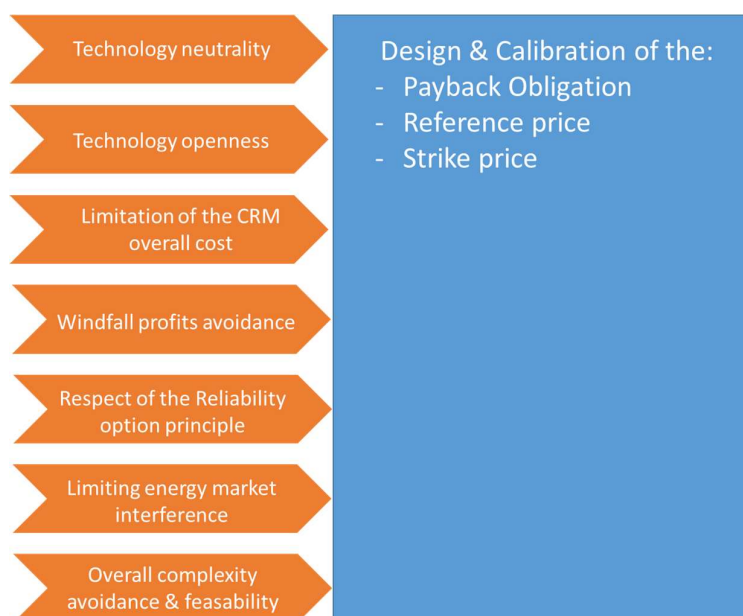 Technology neutrality
Technology openness
Limitation of the CRM
overall cost
Windfall profits avoidance
Respect of the Reliability
option principle
Limiting energy market
interference
Overall complexity
avoidance & feasability
Design & Calibration of the:
- Payback Obligation
- Reference price
- Strike price